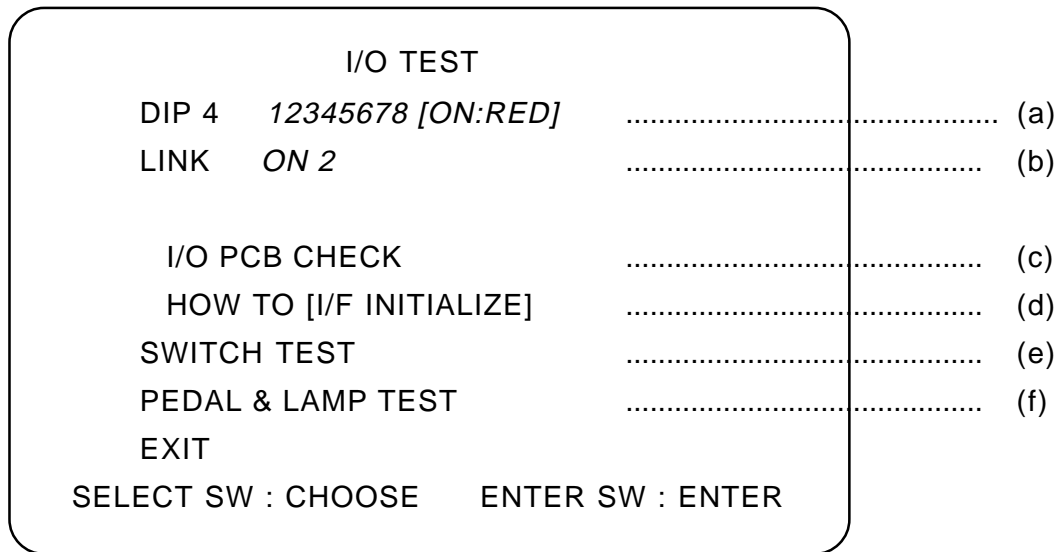 I/O TEST
DIP 4 12345678 [ON:RED] ............................................. (a)
LINK ON 2 ........................................... (b)
I/O PCB CHECK ........................................... (c)
HOW TO [I/F INITIALIZE] ........................................... (d)
SWITCH TEST ........................................... (e)
PEDAL & LAMP TEST ........................................... (f)
EXIT
SELECT SW : CHOOSE ENTER SW : ENTER